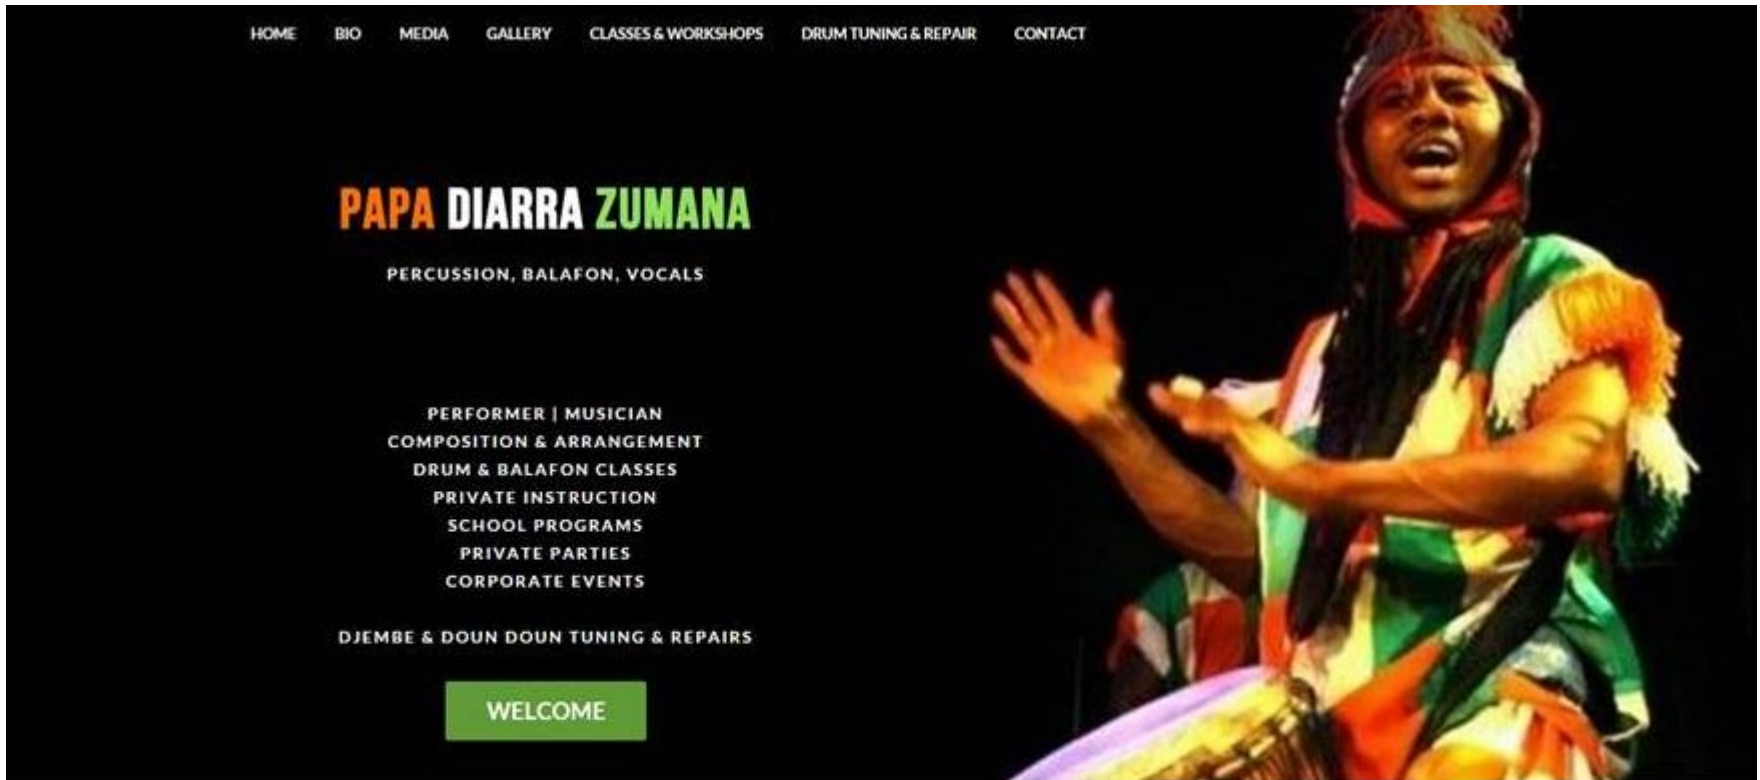 HOME BIO MEDIA GALLERY CLASSES & WORKSHOPS DRUM TUNING & REPAIR CONTACT
PAPA DIARRA ZUMANA
PERCUSSION, BALAFON, VOCALS
PERFORMER | MUSICIAN
COMPOSITION & ARRANGEMENT
DRUM & BALAFON CLASSES
PRIVATE INSTRUCTION
SCHOOL PROGRAMS
PRIVATE PARTIES
CORPORATE EVENTS
DJEMBE & DOUN DOUN TUNING & REPAIRS
WELCOME